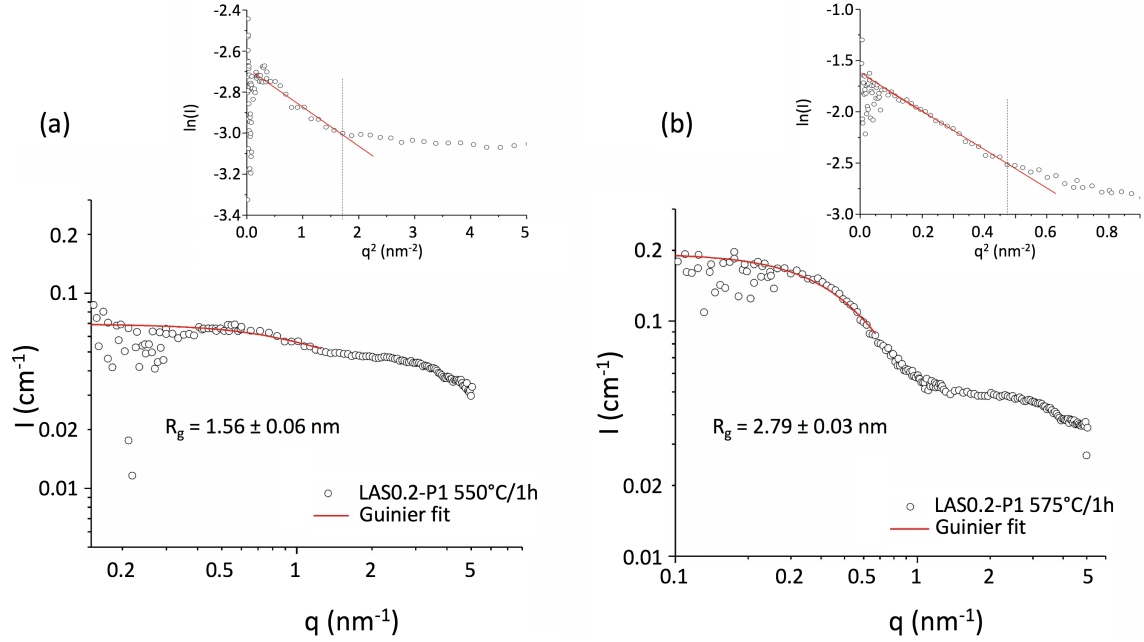 (a)
-2.4
-2.6
-2.8
-3.0
-3.2
-3.4
ln(I)
0.0 1 2 3 4 5
q² (nm⁻²)
0.2
0.1
0.02
0.01
I (cm⁻¹)
Rg = 1.56 ± 0.06 nm
LAS0.2-P1 550°C/1h
Guinier fit
0.2 0.5 1 2 5
q (nm⁻¹)
(b)
-1.0
-1.5
-2.0
-2.5
-3.0
ln(I)
0.0 0.2 0.4 0.6 0.8
q² (nm⁻²)
0.2
0.1
0.02
0.01
I (cm⁻¹)
Rg = 2.79 ± 0.03 nm
LAS0.2-P1 575°C/1h
Guinier fit
0.1 0.2 0.5 1 2 5
q (nm⁻¹)